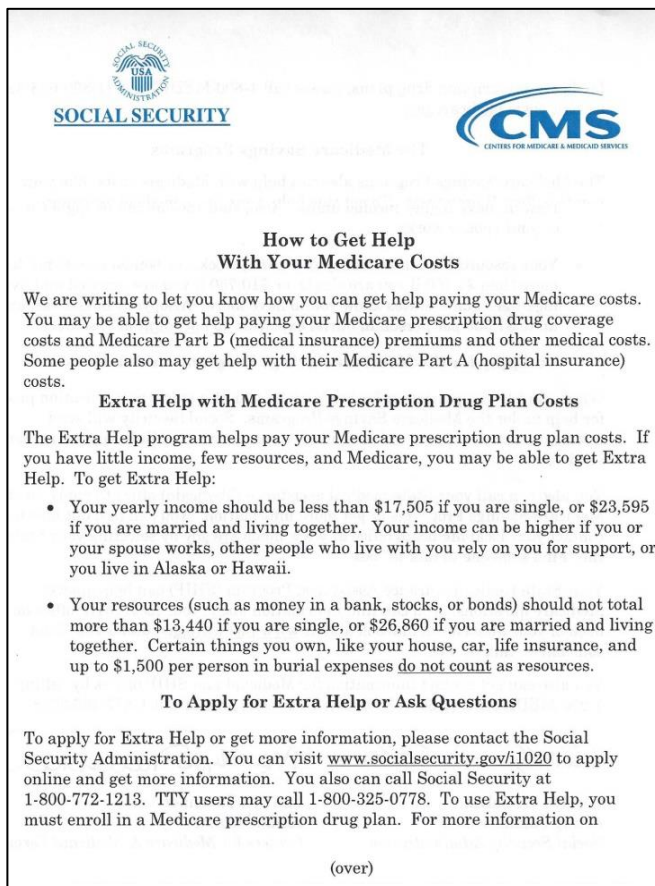 SOCIAL SECURITY ADMINISTRATION
USA
SOCIAL SECURITY
CMS
CENTERS FOR MEDICARE & MEDICAID SERVICES
How to Get Help
With Your Medicare Costs
We are writing to let you know how you can get help paying your Medicare costs.
You may be able to get help paying your Medicare prescription drug coverage
costs and Medicare Part B (medical insurance) premiums and other medical costs.
Some people also may get help with their Medicare Part A (hospital insurance)
costs.
Extra Help with Medicare Prescription Drug Plan Costs
The Extra Help program helps pay your Medicare prescription drug plan costs. If
you have little income, few resources, and Medicare, you may be able to get Extra
Help. To get Extra Help:
• Your yearly income should be less than $17,505 if you are single, or $23,595
if you are married and living together. Your income can be higher if you or
your spouse works, other people who live with you rely on you for support, or
you live in Alaska or Hawaii.
• Your resources (such as money in a bank, stocks, or bonds) should not total
more than $13,440 if you are single, or $26,860 if you are married and living
together. Certain things you own, like your house, car, life insurance, and
up to $1,500 per person in burial expenses do not count as resources.
To Apply for Extra Help or Ask Questions
To apply for Extra Help or get more information, please contact the Social
Security Administration. You can visit www.socialsecurity.gov/i1020 to apply
online and get more information. You also can call Social Security at
1-800-772-1213. TTY users may call 1-800-325-0778. To use Extra Help, you
must enroll in a Medicare prescription drug plan. For more information on
(over)